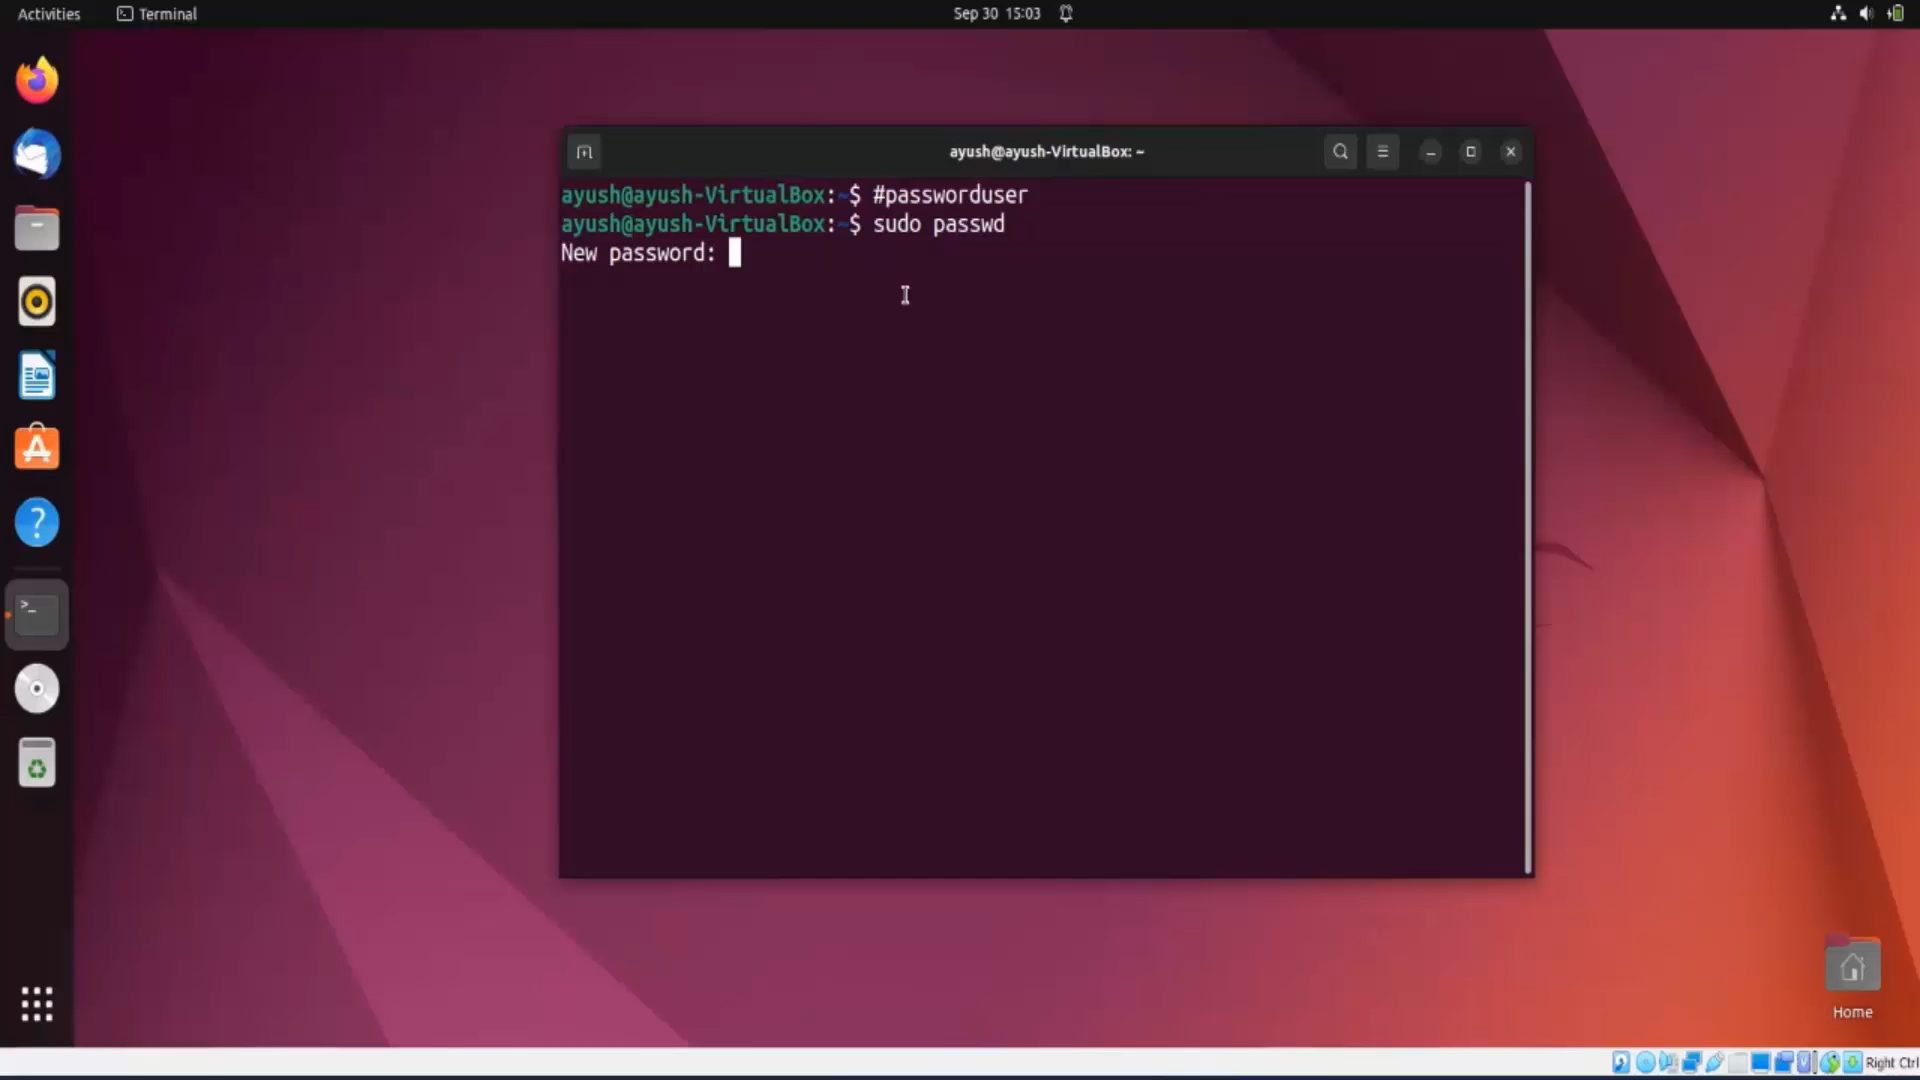 Activities
Terminal
Sep 30 15:03
ayush@ayush-VirtualBox: ~
ayush@ayush-VirtualBox:~$ #passworduser
ayush@ayush-VirtualBox:~$ sudo passwd
New password:
Home
Right Ctrl